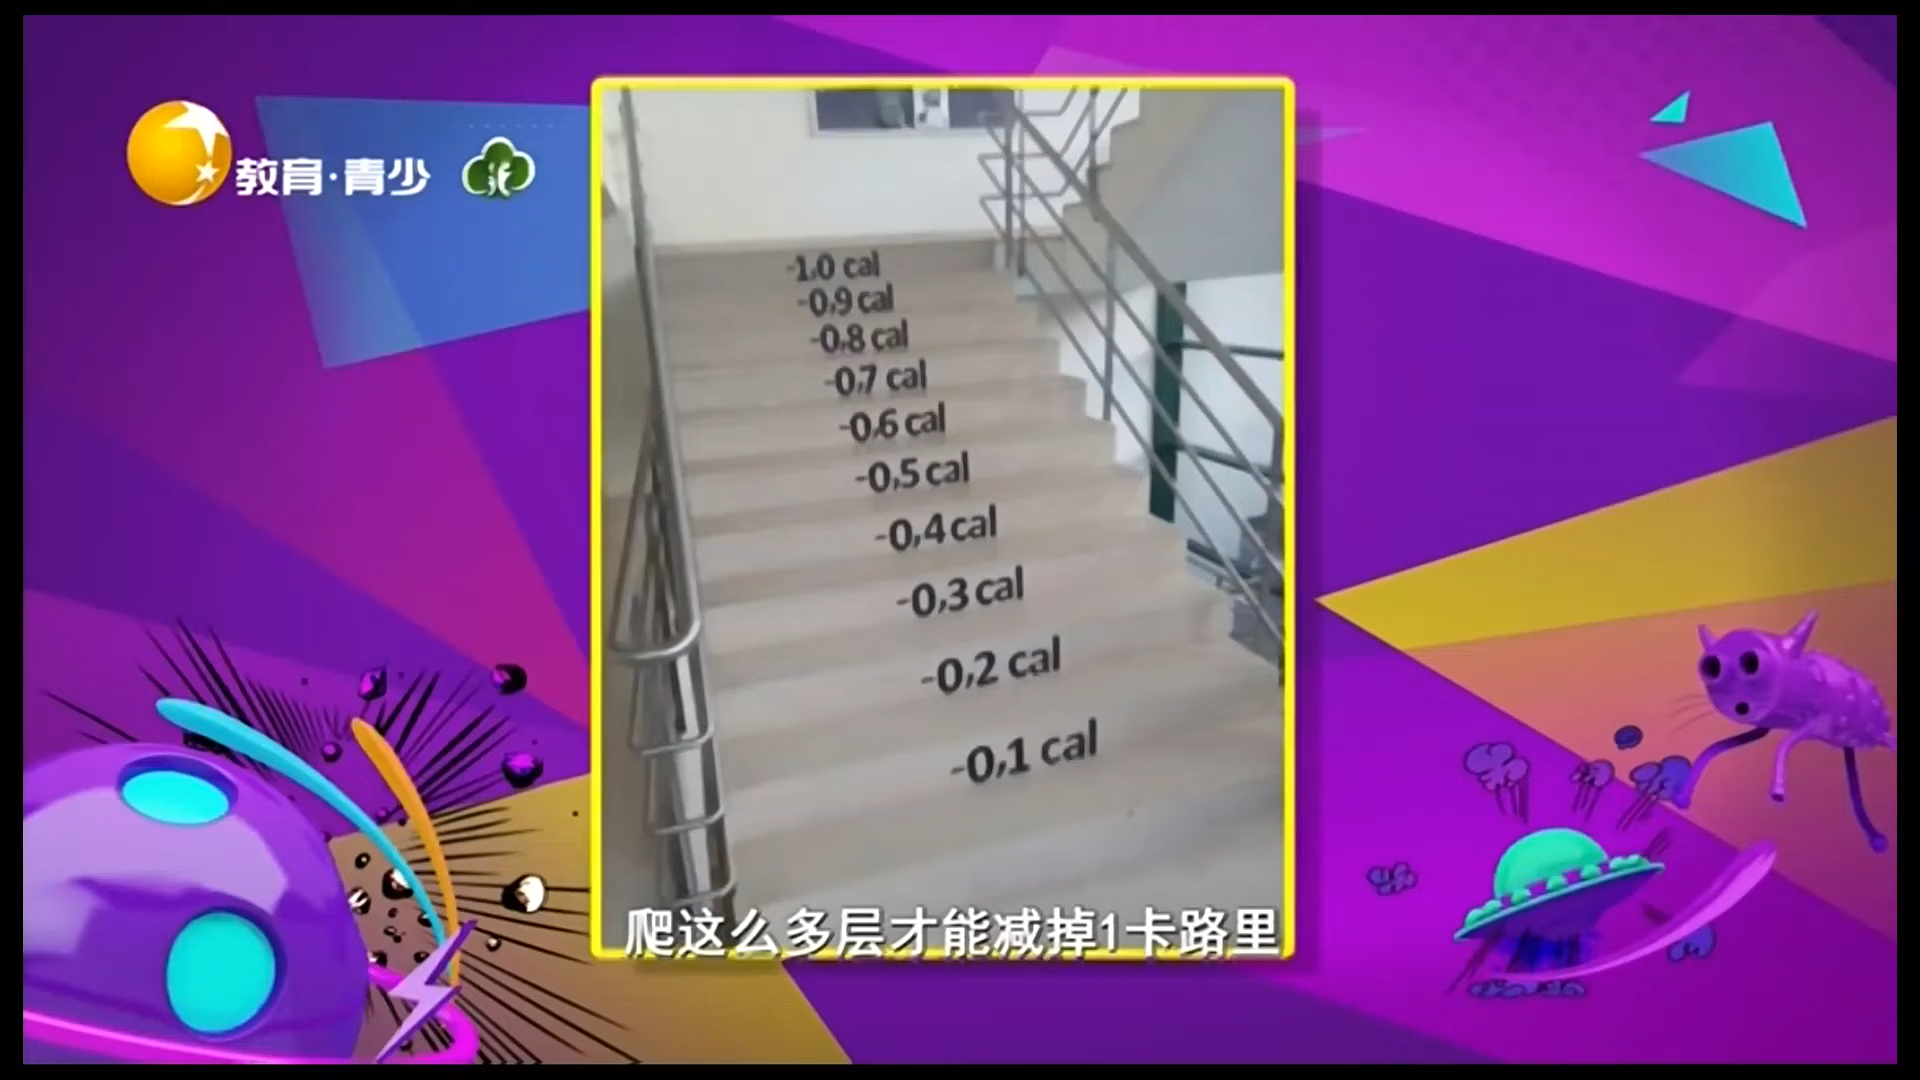 教育·青少
-1,0 cal
-0,9 cal
-0,8 cal
-0,7 cal
-0,6 cal
-0,5 cal
-0,4 cal
-0,3 cal
-0,2 cal
-0,1 cal
爬这么多层才能减掉1卡路里